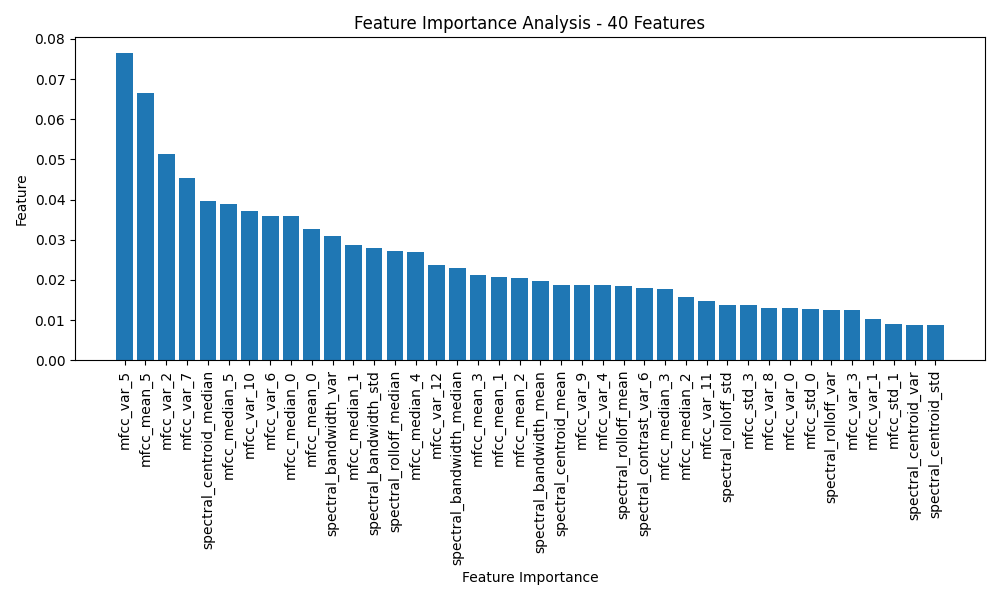 Feature Importance Analysis - 40 Features
0.08
0.07
0.06
0.05
0.04
0.03
0.02
0.01
0.00
Feature
mfcc_var_5
mfcc_mean_5
mfcc_var_2
mfcc_var_7
spectral_centroid_median
mfcc_median_5
mfcc_var_10
mfcc_var_6
mfcc_median_0
mfcc_mean_0
spectral_bandwidth_var
mfcc_median_1
spectral_bandwidth_std
spectral_rolloff_median
mfcc_median_4
mfcc_var_12
spectral_bandwidth_median
mfcc_mean_3
mfcc_mean_1
mfcc_mean_2
spectral_bandwidth_mean
spectral_centroid_mean
mfcc_var_9
mfcc_var_4
spectral_rolloff_mean
spectral_contrast_var_6
mfcc_median_3
mfcc_median_2
mfcc_var_11
spectral_rolloff_std
mfcc_std_3
mfcc_var_8
mfcc_var_0
mfcc_std_0
spectral_rolloff_var
mfcc_var_3
mfcc_var_1
mfcc_std_1
spectral_centroid_var
spectral_centroid_std
Feature Importance